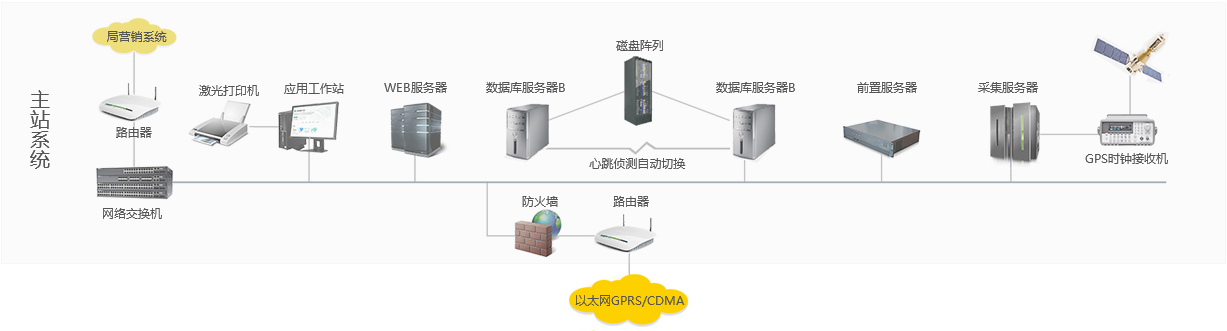 主站系统
局营销系统
路由器
网络交换机
激光打印机
应用工作站
WEB服务器
数据库服务器B
磁盘阵列
数据库服务器B
心跳侦测自动切换
前置服务器
采集服务器
GPS时钟接收机
防火墙
路由器
以太网GPRS/CDMA